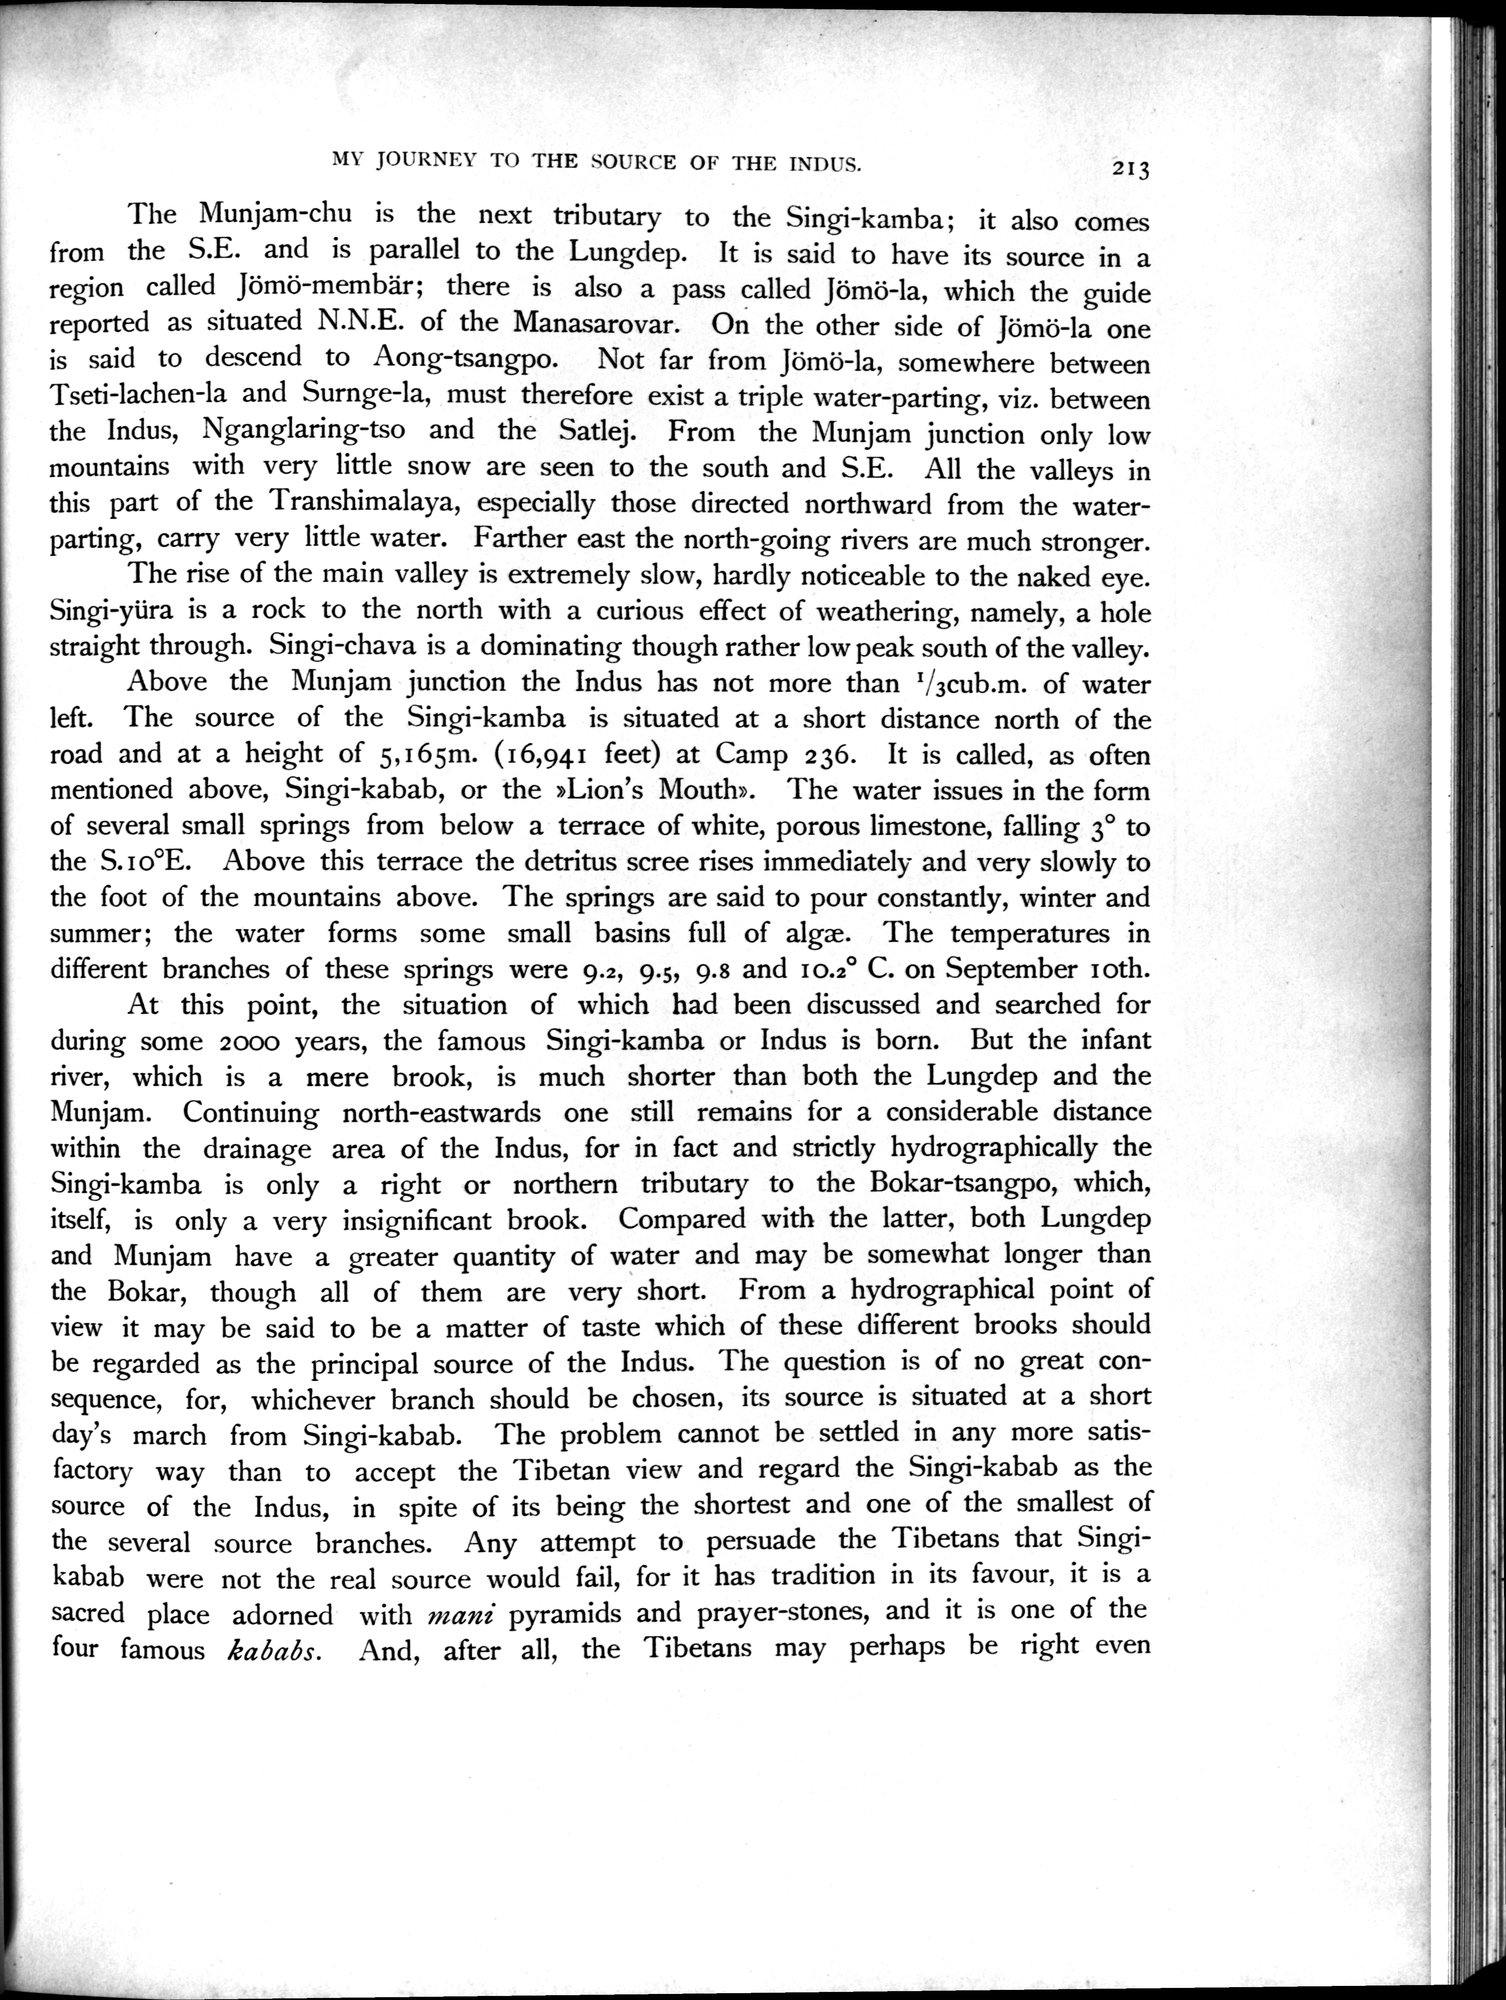 MY JOURNEY TO THE SOURCE OF THE INDUS. 213
The Munjam-chu is the next tributary to the Singi-kamba; it also comes
from the S.E. and is parallel to the Lungdep. It is said to have its source in a
region called Jömö-membär; there is also a pass called Jömö-la, which the guide
reported as situated N.N.E. of the Manasarovar. On the other side of Jömö-la one
is said to descend to Aong-tsangpo. Not far from Jömö-la, somewhere between
Tseti-lachen-la and Surnge-la, must therefore exist a triple water-parting, viz. between
the Indus, Nganglaring-tso and the Satlej. From the Munjam junction only low
mountains with very little snow are seen to the south and S.E. All the valleys in
this part of the Transhimalaya, especially those directed northward from the water-
parting, carry very little water. Farther east the north-going rivers are much stronger.
The rise of the main valley is extremely slow, hardly noticeable to the naked eye.
Singi-yüra is a rock to the north with a curious effect of weathering, namely, a hole
straight through. Singi-chava is a dominating though rather low peak south of the valley.
Above the Munjam junction the Indus has not more than 1/3cub.m. of water
left. The source of the Singi-kamba is situated at a short distance north of the
road and at a height of 5,165m. (16,941 feet) at Camp 236. It is called, as often
mentioned above, Singi-kabab, or the »Lion's Mouth». The water issues in the form
of several small springs from below a terrace of white, porous limestone, falling 3° to
the S.10°E. Above this terrace the detritus scree rises immediately and very slowly to
the foot of the mountains above. The springs are said to pour constantly, winter and
summer; the water forms some small basins full of algæ. The temperatures in
different branches of these springs were 9.2, 9.5, 9.8 and 10.2° C. on September 10th.
At this point, the situation of which had been discussed and searched for
during some 2000 years, the famous Singi-kamba or Indus is born. But the infant
river, which is a mere brook, is much shorter than both the Lungdep and the
Munjam. Continuing north-eastwards one still remains for a considerable distance
within the drainage area of the Indus, for in fact and strictly hydrographically the
Singi-kamba is only a right or northern tributary to the Bokar-tsangpo, which,
itself, is only a very insignificant brook. Compared with the latter, both Lungdep
and Munjam have a greater quantity of water and may be somewhat longer than
the Bokar, though all of them are very short. From a hydrographical point of
view it may be said to be a matter of taste which of these different brooks should
be regarded as the principal source of the Indus. The question is of no great con-
sequence, for, whichever branch should be chosen, its source is situated at a short
day's march from Singi-kabab. The problem cannot be settled in any more satis-
factory way than to accept the Tibetan view and regard the Singi-kabab as the
source of the Indus, in spite of its being the shortest and one of the smallest of
the several source branches. Any attempt to persuade the Tibetans that Singi-
kabab were not the real source would fail, for it has tradition in its favour, it is a
sacred place adorned with mani pyramids and prayer-stones, and it is one of the
four famous kababs. And, after all, the Tibetans may perhaps be right even